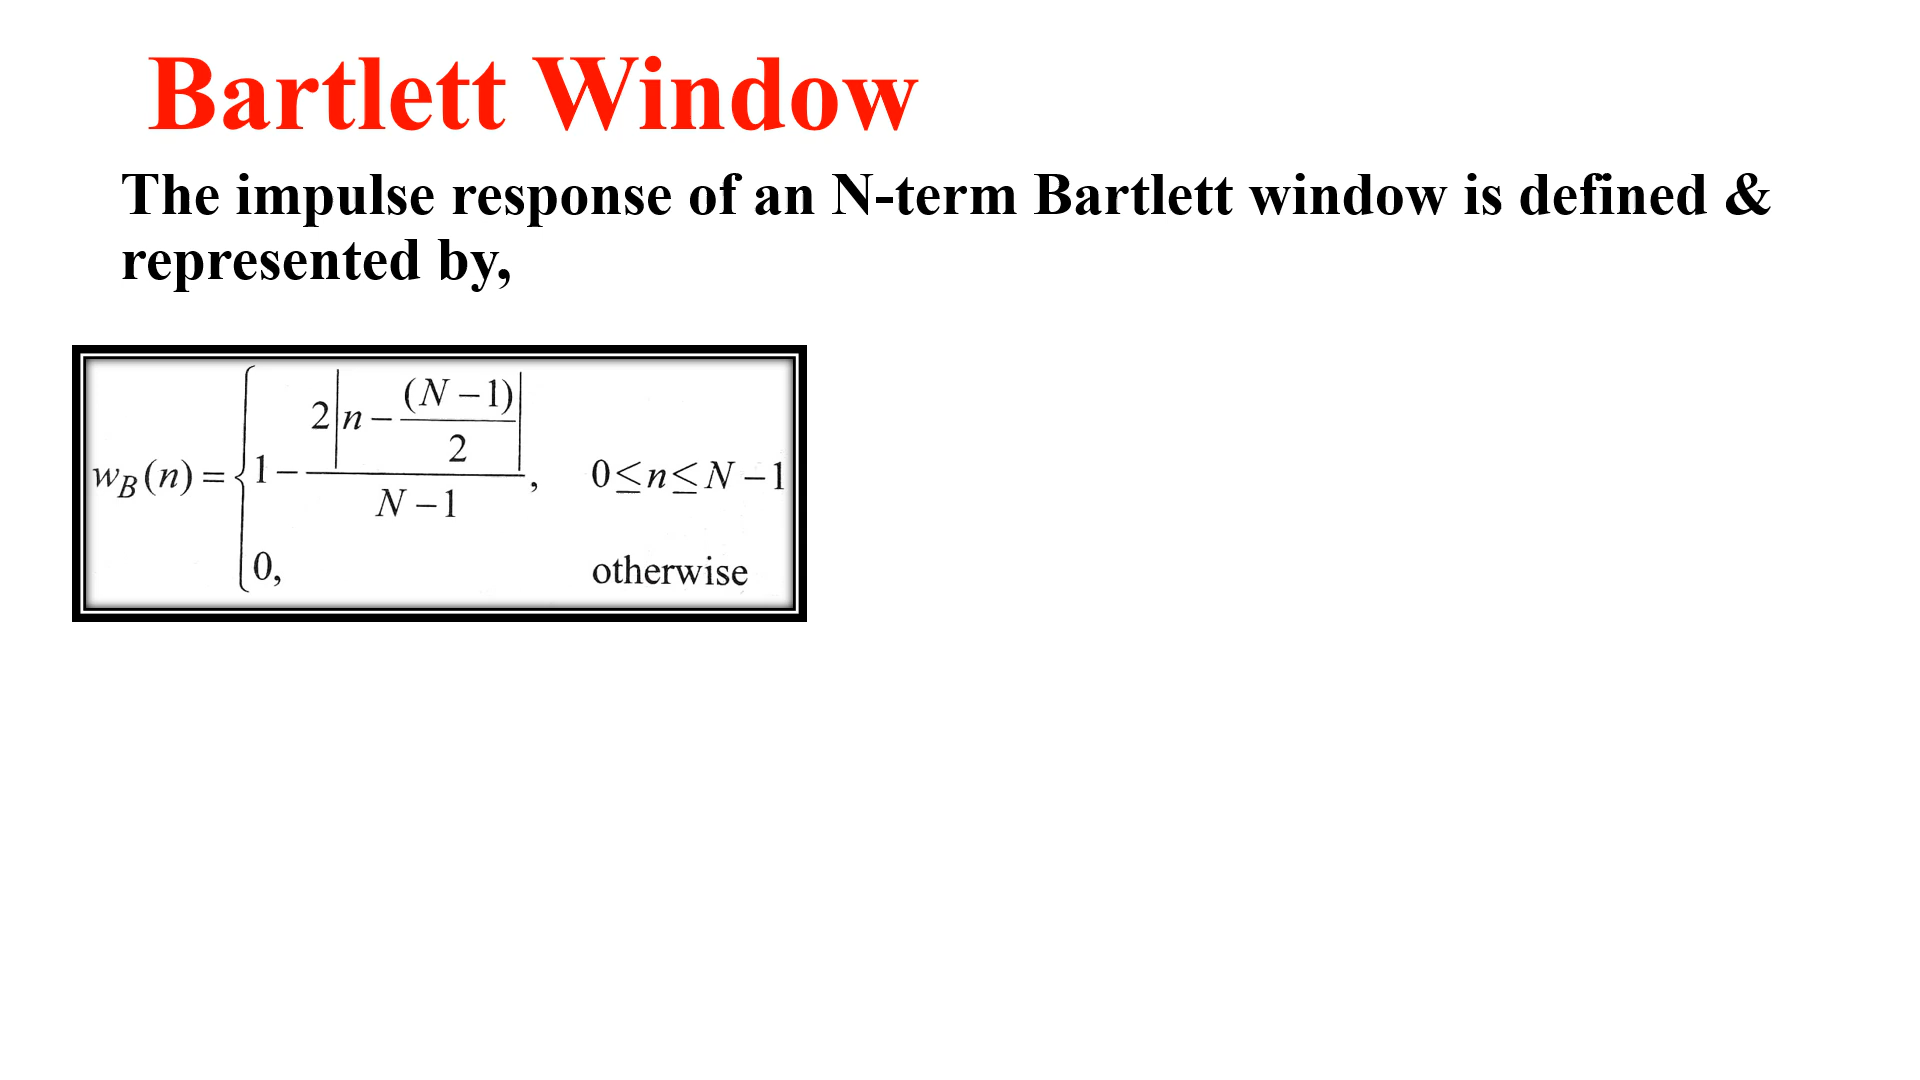 Bartlett Window
The impulse response of an N-term Bartlett window is defined &
represented by,
w_B(n) = { 1 − 2|n − (N − 1)/2| / (N − 1), 0 ≤ n ≤ N − 1
0, otherwise